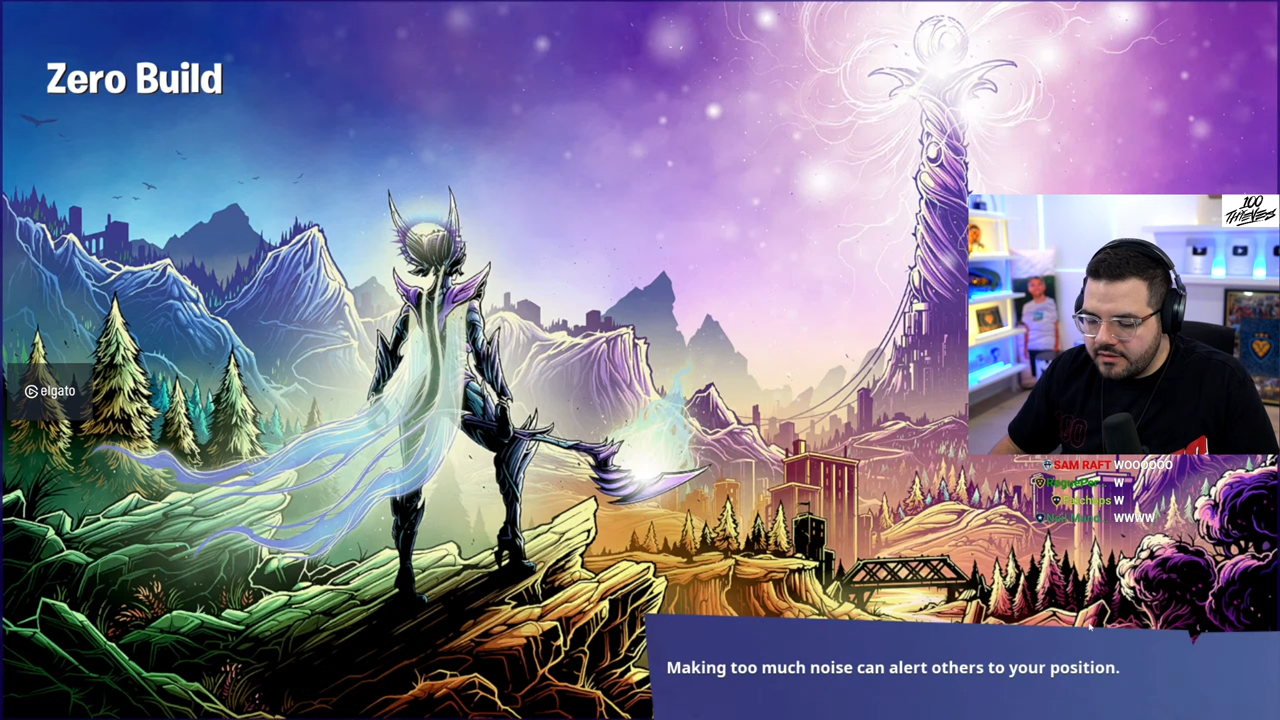 Zero Build
100
THIEVES
elgato
SAM RAFT WOOOOOO
W
W
WWWW
Making too much noise can alert others to your position.